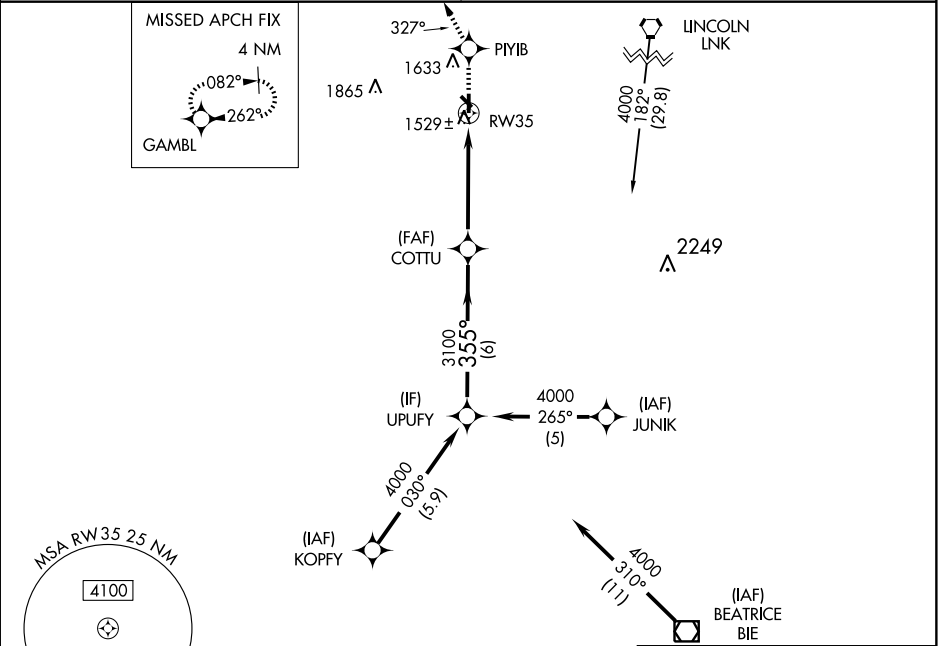 MISSED APCH FIX
4 NM
082°
262°
GAMBL
327°
PIYIB
1633
1865
1529±
RW35
LINCOLN
LNK
4000
182°
(29.8)
(FAF)
COTTU
2249
3100
355°
(6)
(IF)
UPUFY
4000
265°
(5)
(IAF)
JUNIK
4000
030°
(5.9)
(IAF)
KOPFY
4000
310°
(11)
(IAF)
BEATRICE
BIE
MSA RW35 25 NM
4100